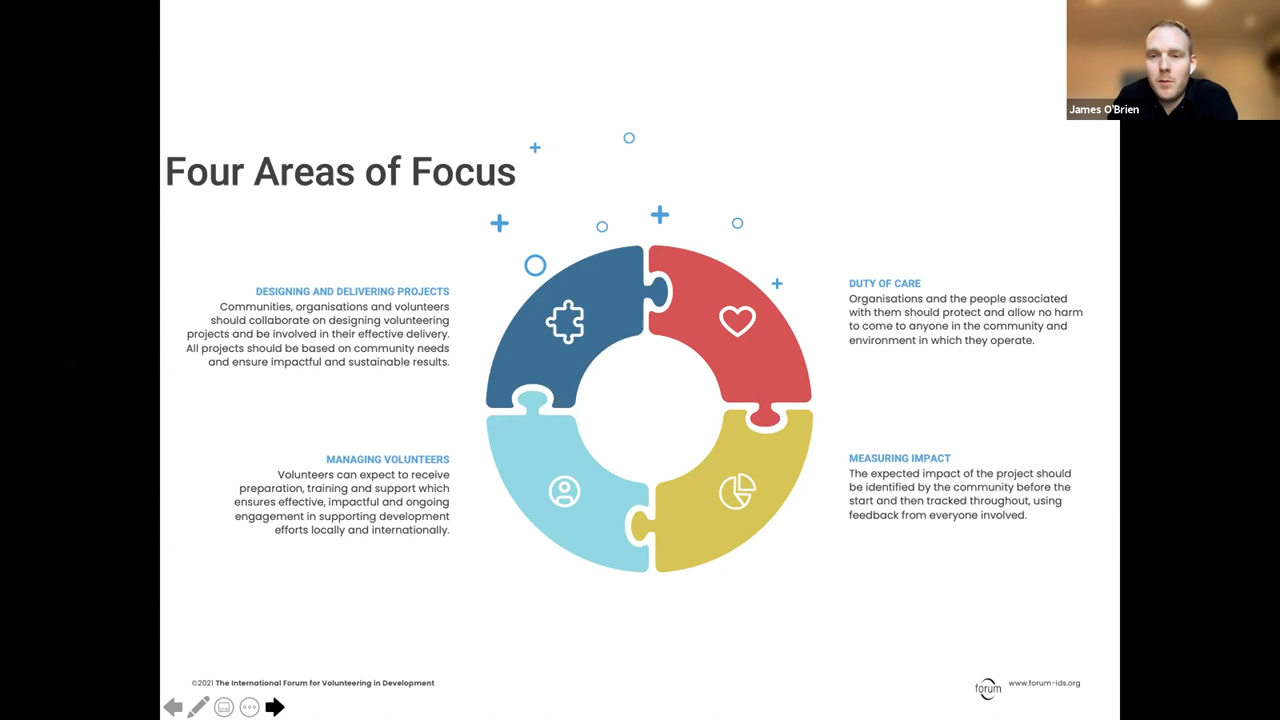 James O'Brien
Four Areas of Focus
DESIGNING AND DELIVERING PROJECTS
Communities, organisations and volunteers
should collaborate on designing volunteering
projects and be involved in their effective delivery.
All projects should be based on community needs
and ensure impactful and sustainable results.
DUTY OF CARE
Organisations and the people associated
with them should protect and allow no harm
to come to anyone in the community and
environment in which they operate.
MANAGING VOLUNTEERS
Volunteers can expect to receive
preparation, training and support which
ensures effective, impactful and ongoing
engagement in supporting development
efforts locally and internationally.
MEASURING IMPACT
The expected impact of the project should
be identified by the community before the
start and then tracked throughout, using
feedback from everyone involved.
©2021 The International Forum for Volunteering in Development
forum
www.forum-ids.org